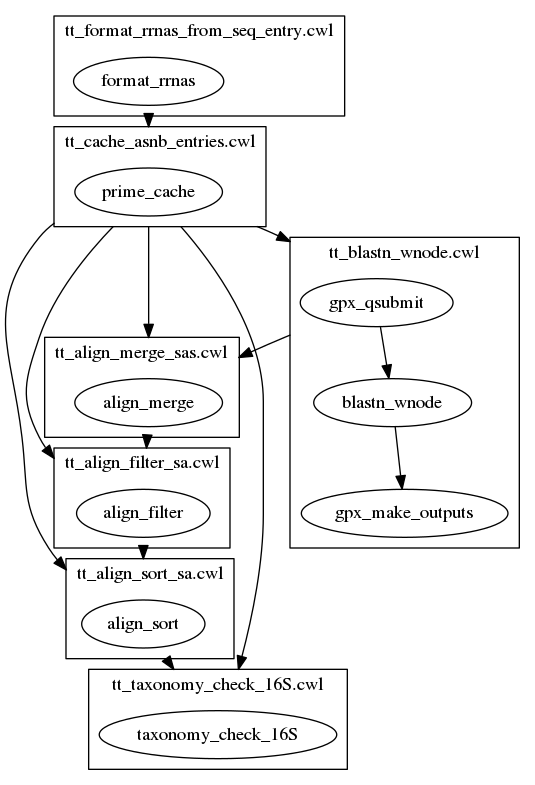 tt_format_rrnas_from_seq_entry.cwl
format_rrnas
tt_cache_asnb_entries.cwl
prime_cache
tt_blastn_wnode.cwl
gpx_qsubmit
tt_align_merge_sas.cwl
align_merge
blastn_wnode
tt_align_filter_sa.cwl
align_filter
gpx_make_outputs
tt_align_sort_sa.cwl
align_sort
tt_taxonomy_check_16S.cwl
taxonomy_check_16S